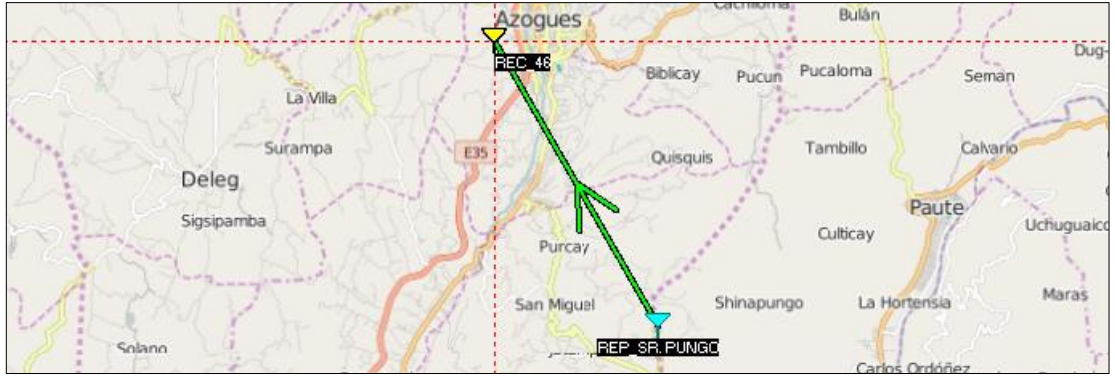 Azogues
Cachiloma
Bulán
REC_46
Biblicay
Pucun
Pucaloma
Seman
Dug-
La Villa
Surampa
E35
Quisquis
Tambillo
Calvario
Deleg
Sigsipamba
Paute
Purcay
Culticay
Uchuguaico
San Miguel
Shinapungo
La Hortensia
Maras
Solano
REP_SR.PUNGO
Carlos Ordóñez